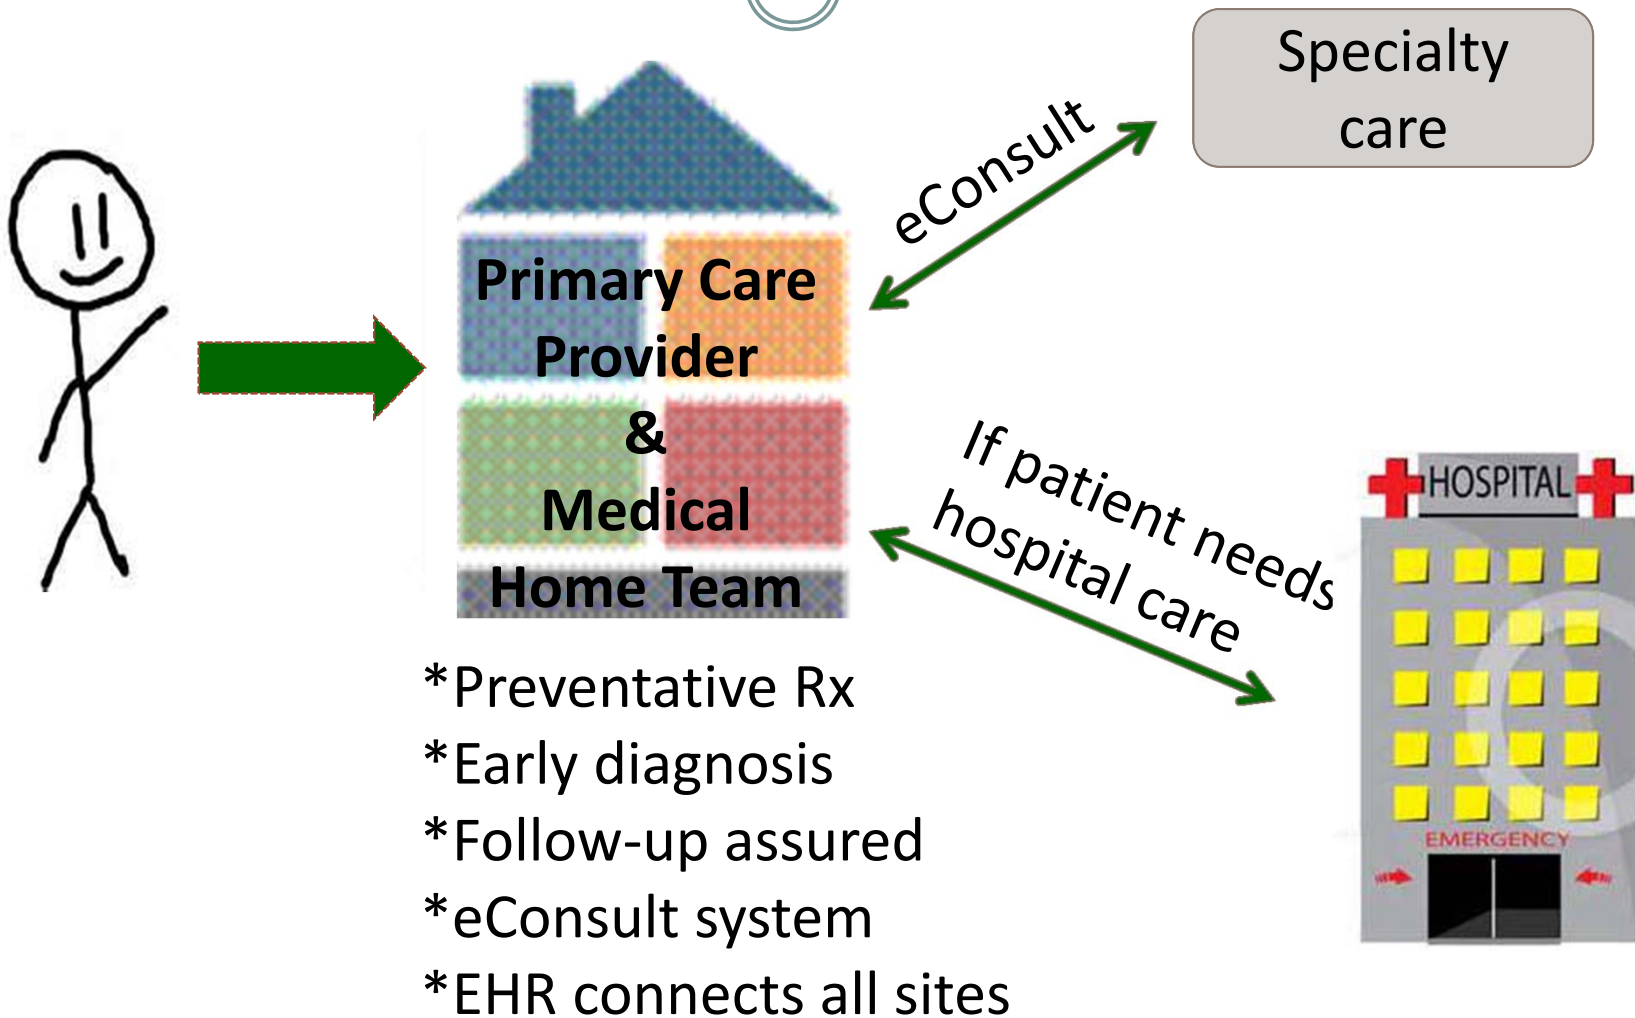 Specialty
care
eConsult
Primary Care
Provider
&
Medical
Home Team
If patient needs
hospital care
HOSPITAL
EMERGENCY
*Preventative Rx
*Early diagnosis
*Follow-up assured
*eConsult system
*EHR connects all sites